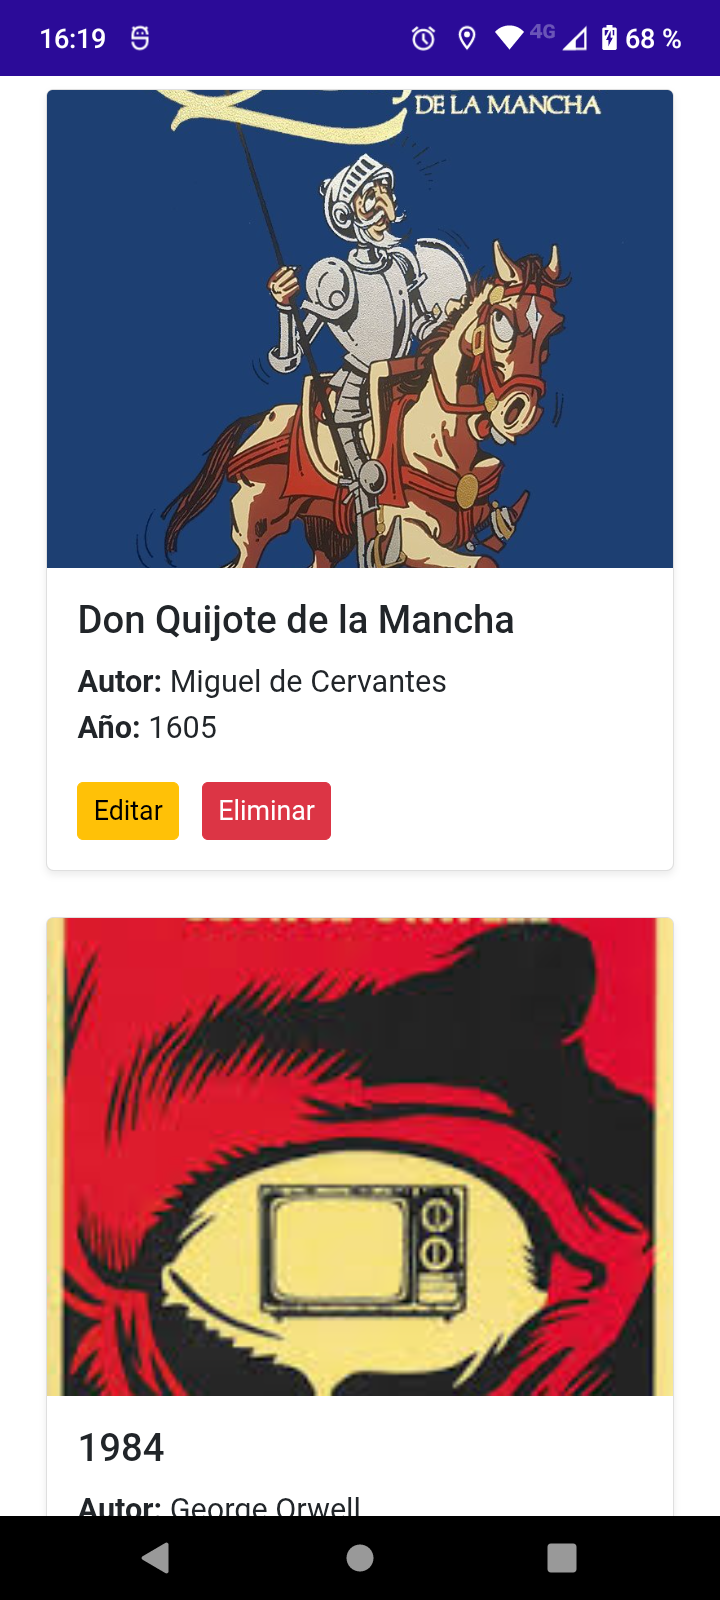 16:19
4G
68 %
DE LA MANCHA
Don Quijote de la Mancha
Autor: Miguel de Cervantes
Año: 1605
Editar
Eliminar
1984
Autor: George Orwell